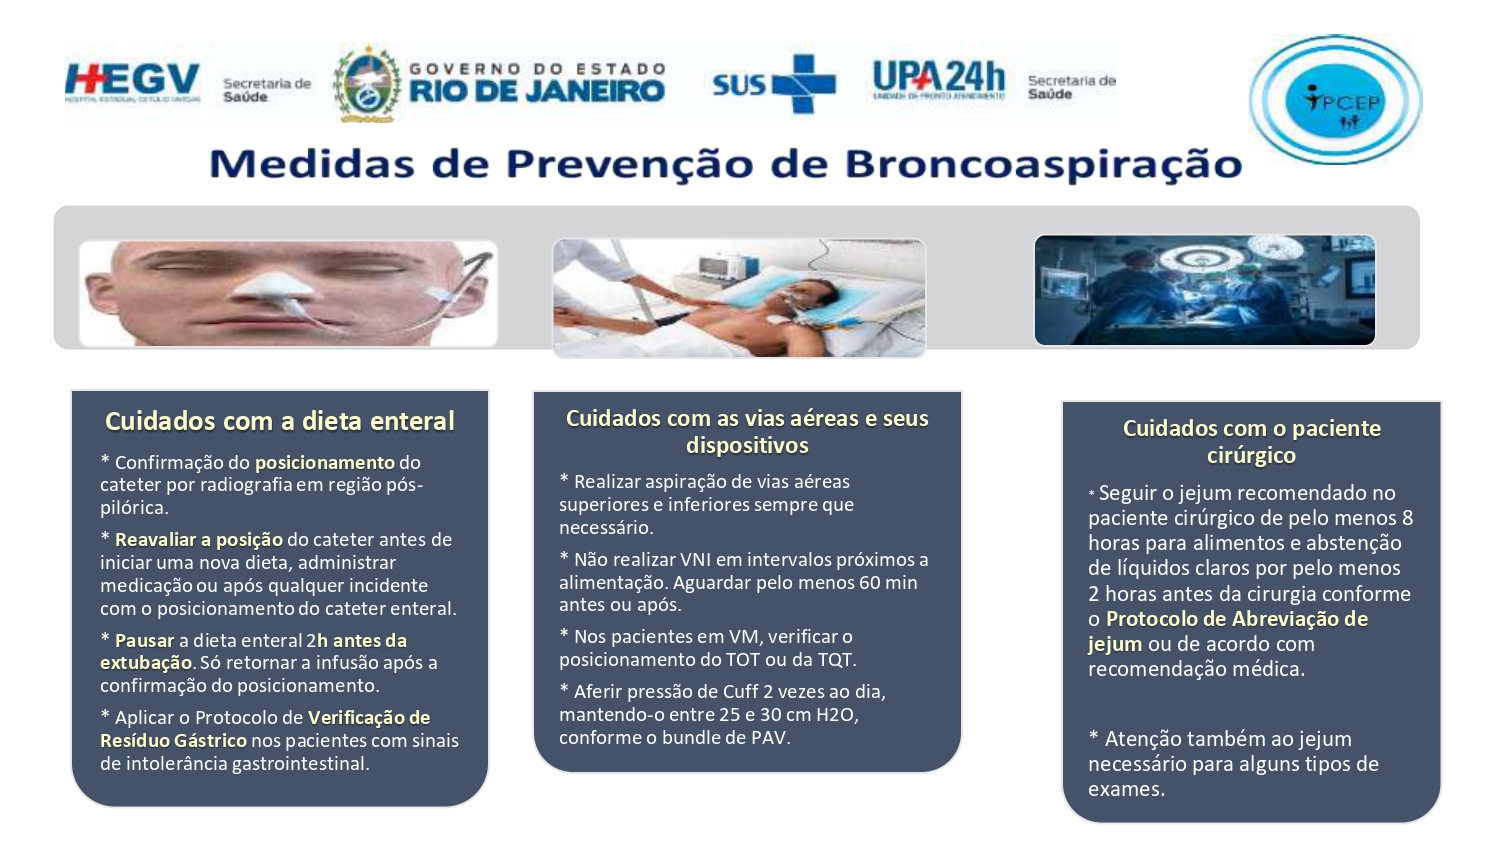 HEGV
HOSPITAL ESTADUAL GETULIO VARGAS
Secretaria de
Saúde
GOVERNO DO ESTADO
RIO DE JANEIRO
SUS
UPA 24h
UNIDADE DE PRONTO ATENDIMENTO
Secretaria de
Saúde
PCEP
Medidas de Prevenção de Broncoaspiração
Cuidados com a dieta enteral
* Confirmação do posicionamento do
cateter por radiografia em região pós-
pilórica.
* Reavaliar a posição do cateter antes de
iniciar uma nova dieta, administrar
medicação ou após qualquer incidente
com o posicionamento do cateter enteral.
* Pausar a dieta enteral 2h antes da
extubação. Só retornar a infusão após a
confirmação do posicionamento.
* Aplicar o Protocolo de Verificação de
Resíduo Gástrico nos pacientes com sinais
de intolerância gastrointestinal.
Cuidados com as vias aéreas e seus
dispositivos
* Realizar aspiração de vias aéreas
superiores e inferiores sempre que
necessário.
* Não realizar VNI em intervalos próximos a
alimentação. Aguardar pelo menos 60 min
antes ou após.
* Nos pacientes em VM, verificar o
posicionamento do TOT ou da TQT.
* Aferir pressão de Cuff 2 vezes ao dia,
mantendo-o entre 25 e 30 cm H2O,
conforme o bundle de PAV.
Cuidados com o paciente
cirúrgico
* Seguir o jejum recomendado no
paciente cirúrgico de pelo menos 8
horas para alimentos e abstenção
de líquidos claros por pelo menos
2 horas antes da cirurgia conforme
o Protocolo de Abreviação de
jejum ou de acordo com
recomendação médica.
* Atenção também ao jejum
necessário para alguns tipos de
exames.